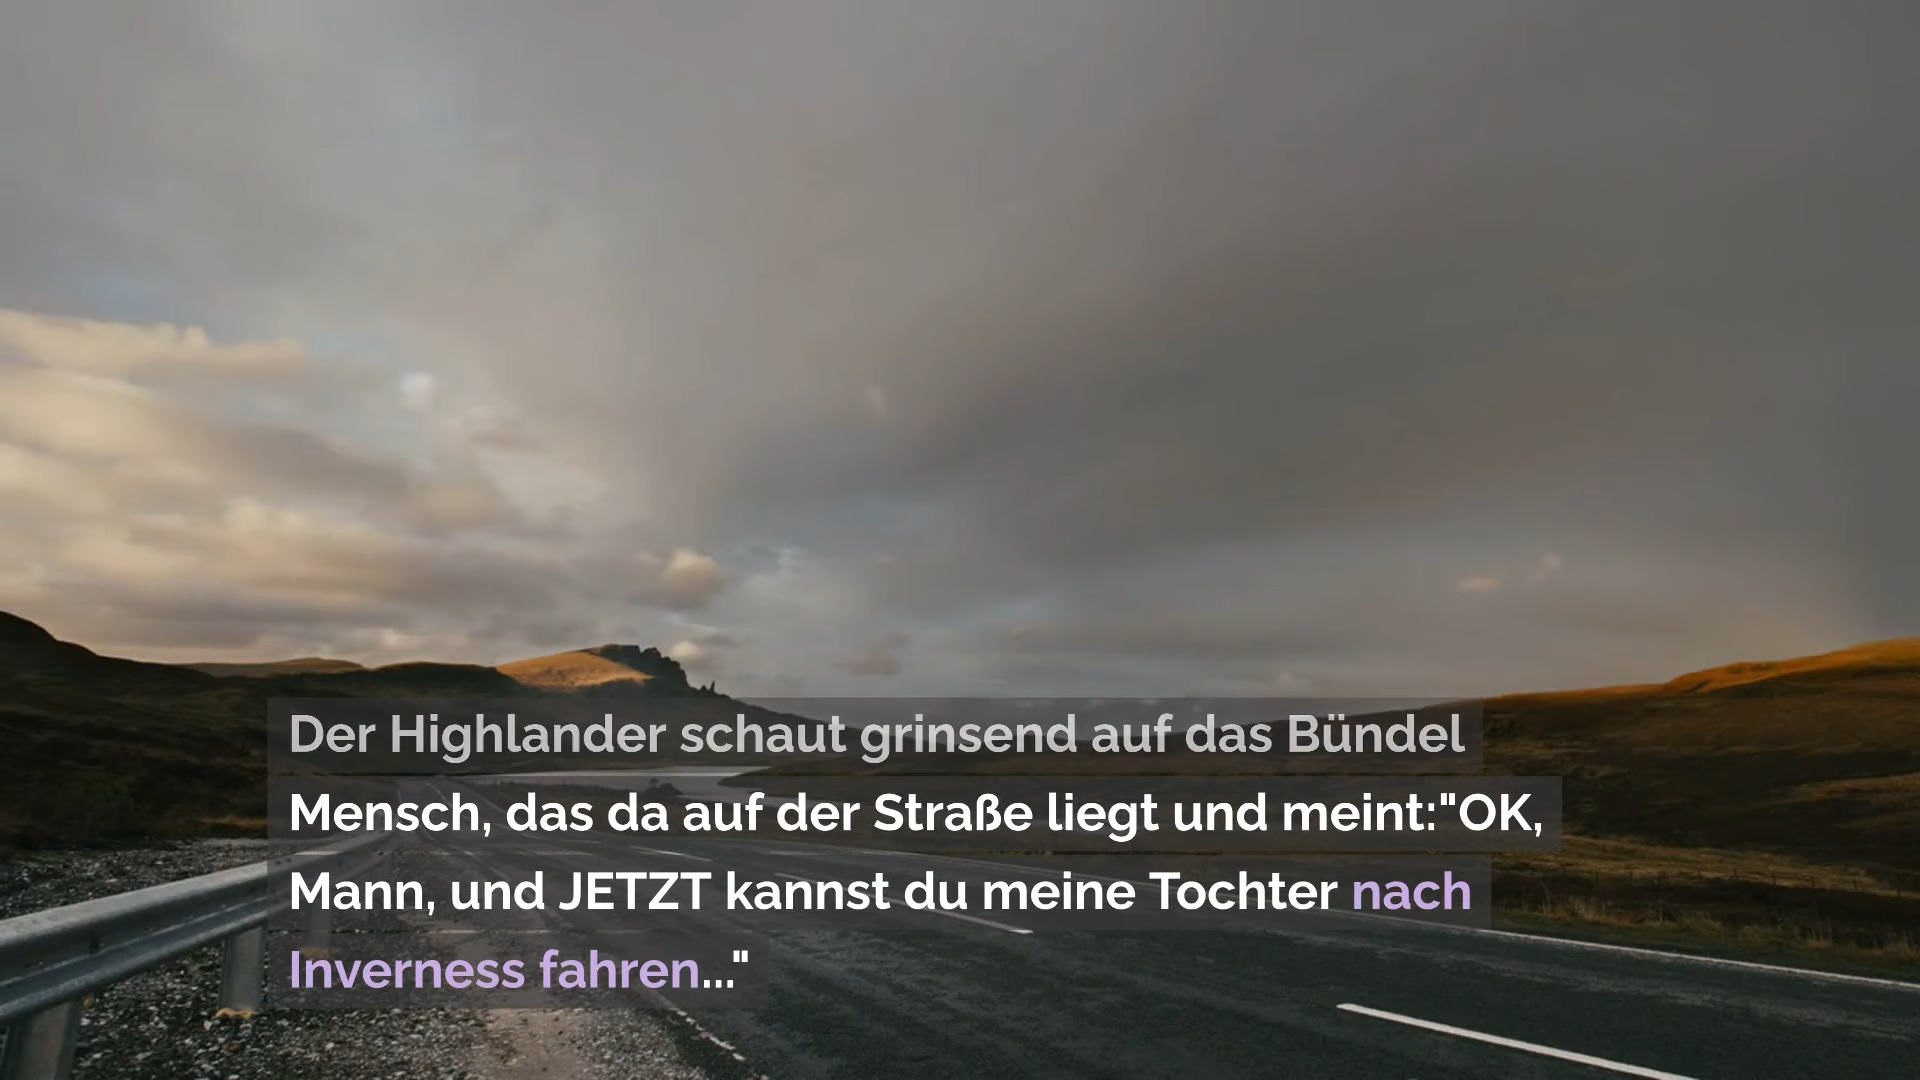 Der Highlander schaut grinsend auf das Bündel
Mensch, das da auf der Straße liegt und meint:"OK,
Mann, und JETZT kannst du meine Tochter nach
Inverness fahren..."